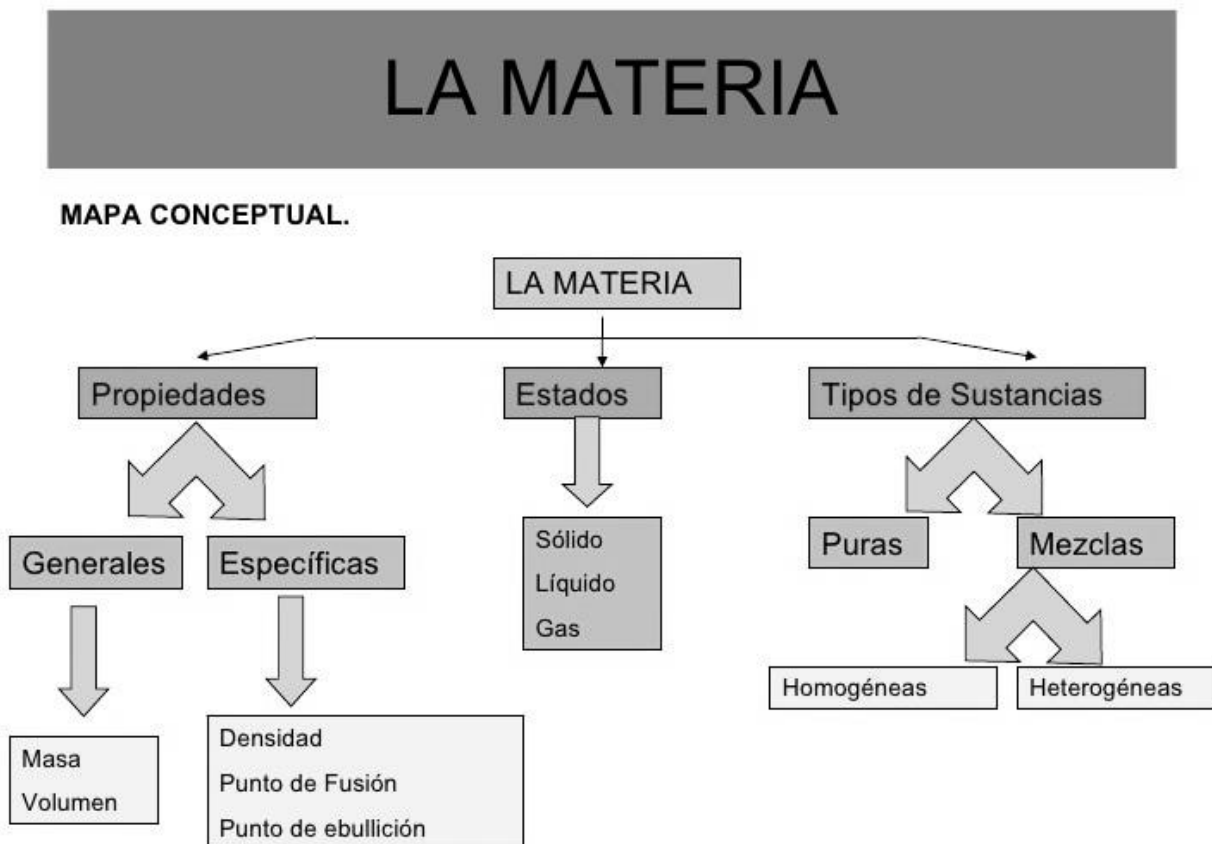 LA MATERIA
MAPA CONCEPTUAL.
LA MATERIA
Propiedades
Estados
Tipos de Sustancias
Generales
Específicas
Sólido
Líquido
Gas
Puras
Mezclas
Homogéneas
Heterogéneas
Masa
Volumen
Densidad
Punto de Fusión
Punto de ebullición